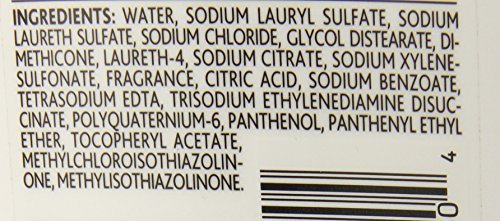 INGREDIENTS: WATER, SODIUM LAURYL SULFATE, SODIUM
LAURETH SULFATE, SODIUM CHLORIDE, GLYCOL DISTEARATE, DI-
METHICONE, LAURETH-4, SODIUM CITRATE, SODIUM XYLENE-
SULFONATE, FRAGRANCE, CITRIC ACID, SODIUM BENZOATE,
TETRASODIUM EDTA, TRISODIUM ETHYLENEDIAMINE DISUC-
CINATE, POLYQUATERNIUM-6, PANTHENOL, PANTHENYL ETHYL
ETHER, TOCOPHERYL ACETATE,
METHYLCHLOROISOTHIAZOLIN-
ONE, METHYLISOTHIAZOLINONE.
4
0